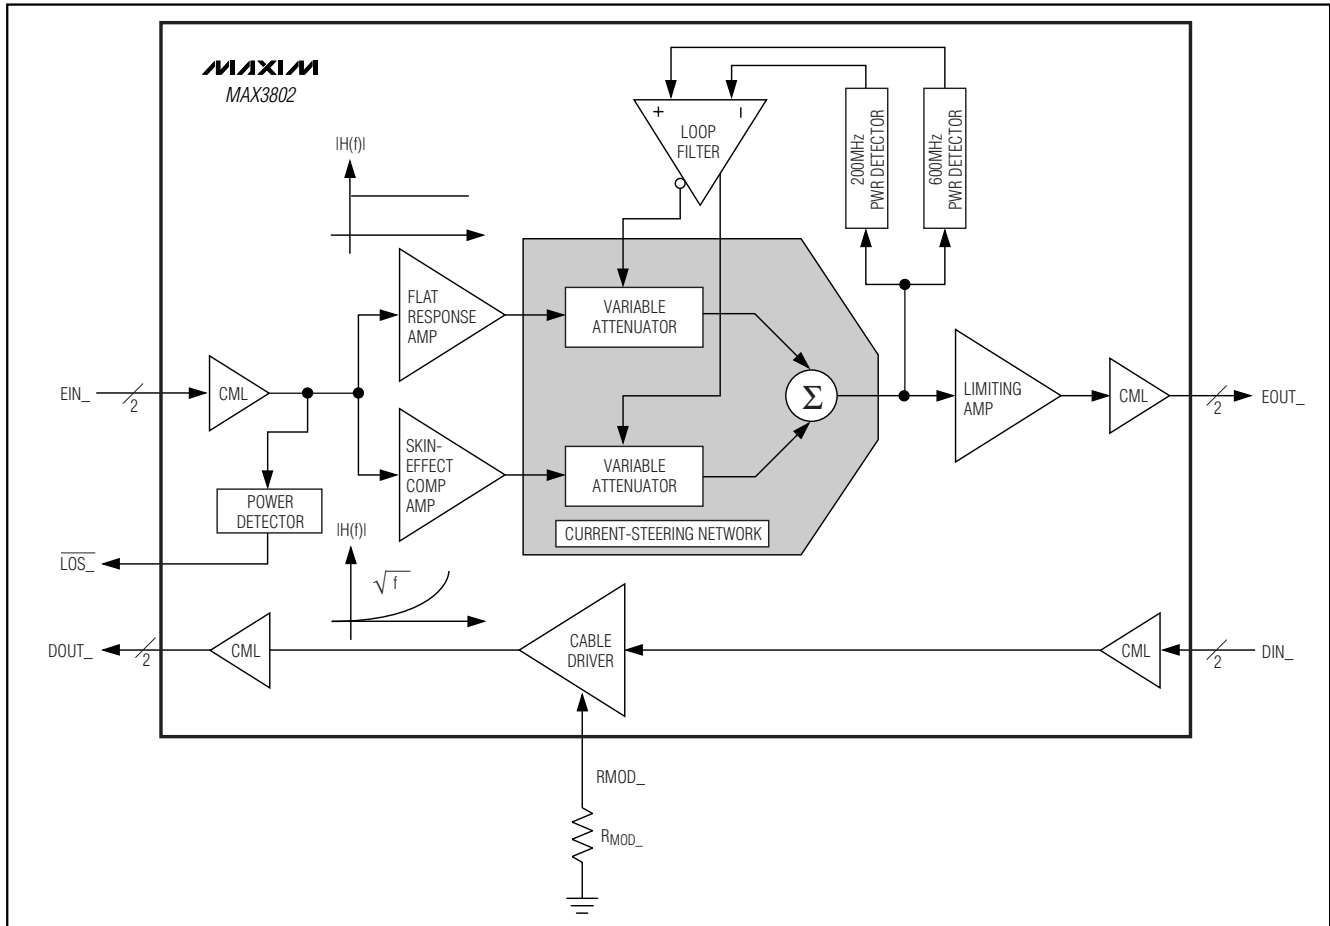 MAXIM
MAX3802
+
−
LOOP
FILTER
200MHz
PWR DETECTOR
600MHz
PWR DETECTOR
|H(f)|
FLAT
RESPONSE
AMP
VARIABLE
ATTENUATOR
EIN_
2
CML
Σ
LIMITING
AMP
CML
2
EOUT_
SKIN-
EFFECT
COMP
AMP
VARIABLE
ATTENUATOR
POWER
DETECTOR
CURRENT-STEERING NETWORK
LOS_
|H(f)|
√f
DOUT_
2
CML
CABLE
DRIVER
CML
2
DIN_
RMOD_
RMOD_